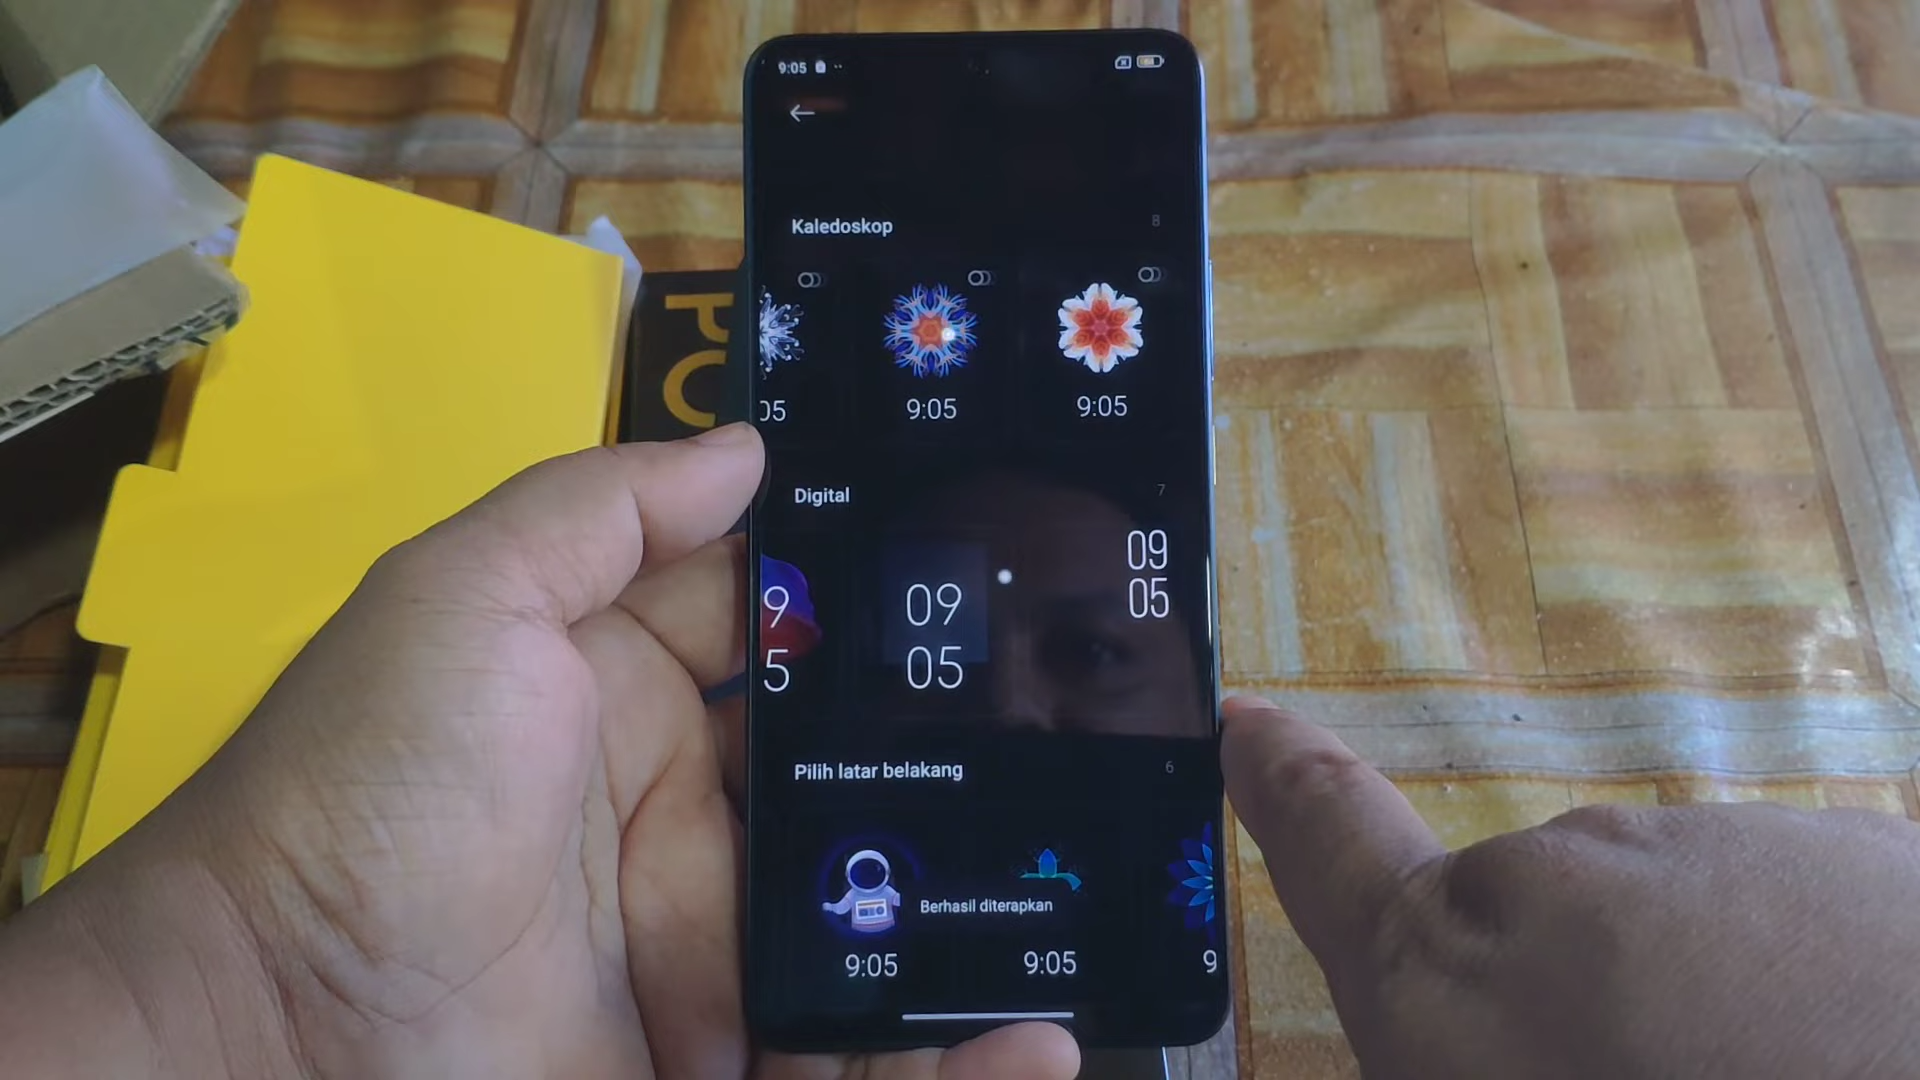 9:05
Kaledoskop 8
05 9:05 9:05
Digital 7
9 09 09
5 05 05
Pilih latar belakang 6
Berhasil diterapkan
9:05 9:05 9